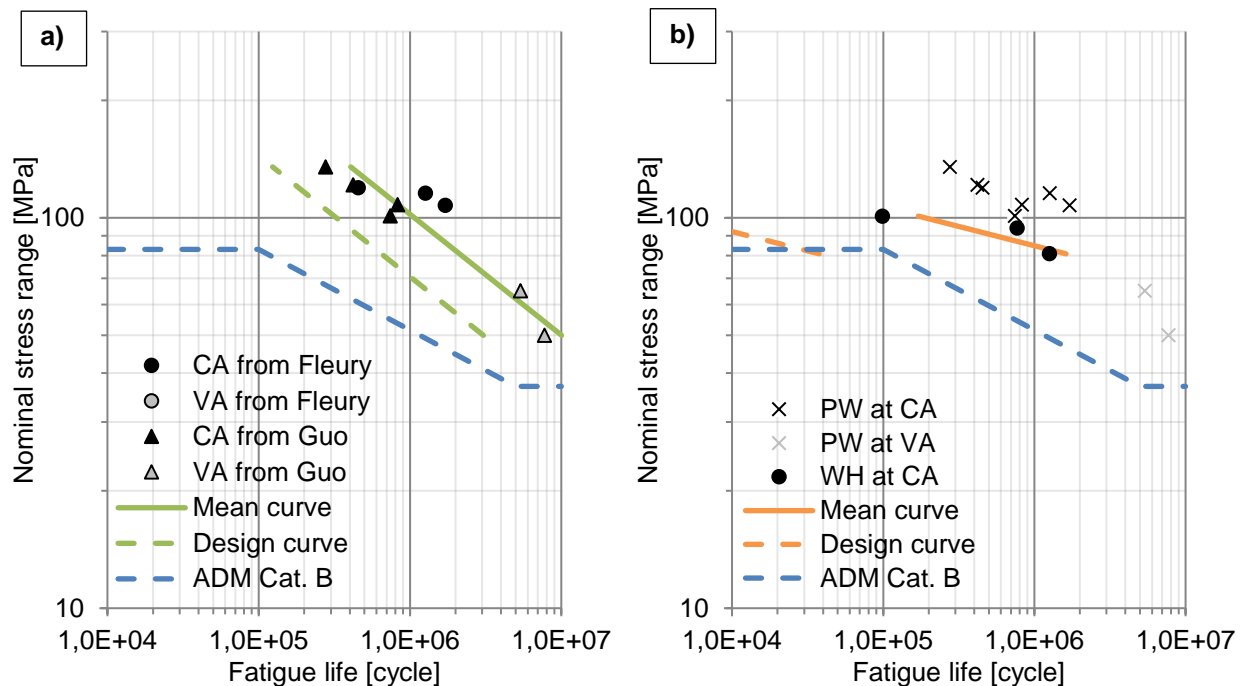 a)
Nominal stress range [MPa]
100
10
CA from Fleury
VA from Fleury
CA from Guo
VA from Guo
Mean curve
Design curve
ADM Cat. B
1,0E+04 1,0E+05 1,0E+06 1,0E+07
Fatigue life [cycle]
b)
Nominal stress range [MPa]
100
10
PW at CA
PW at VA
WH at CA
Mean curve
Design curve
ADM Cat. B
1,0E+04 1,0E+05 1,0E+06 1,0E+07
Fatigue life [cycle]